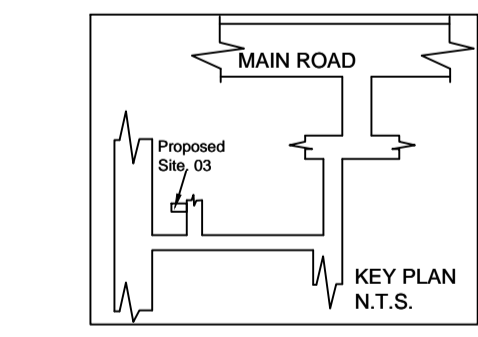 MAIN ROAD
Proposed
Site. 03
KEY PLAN
N.T.S.